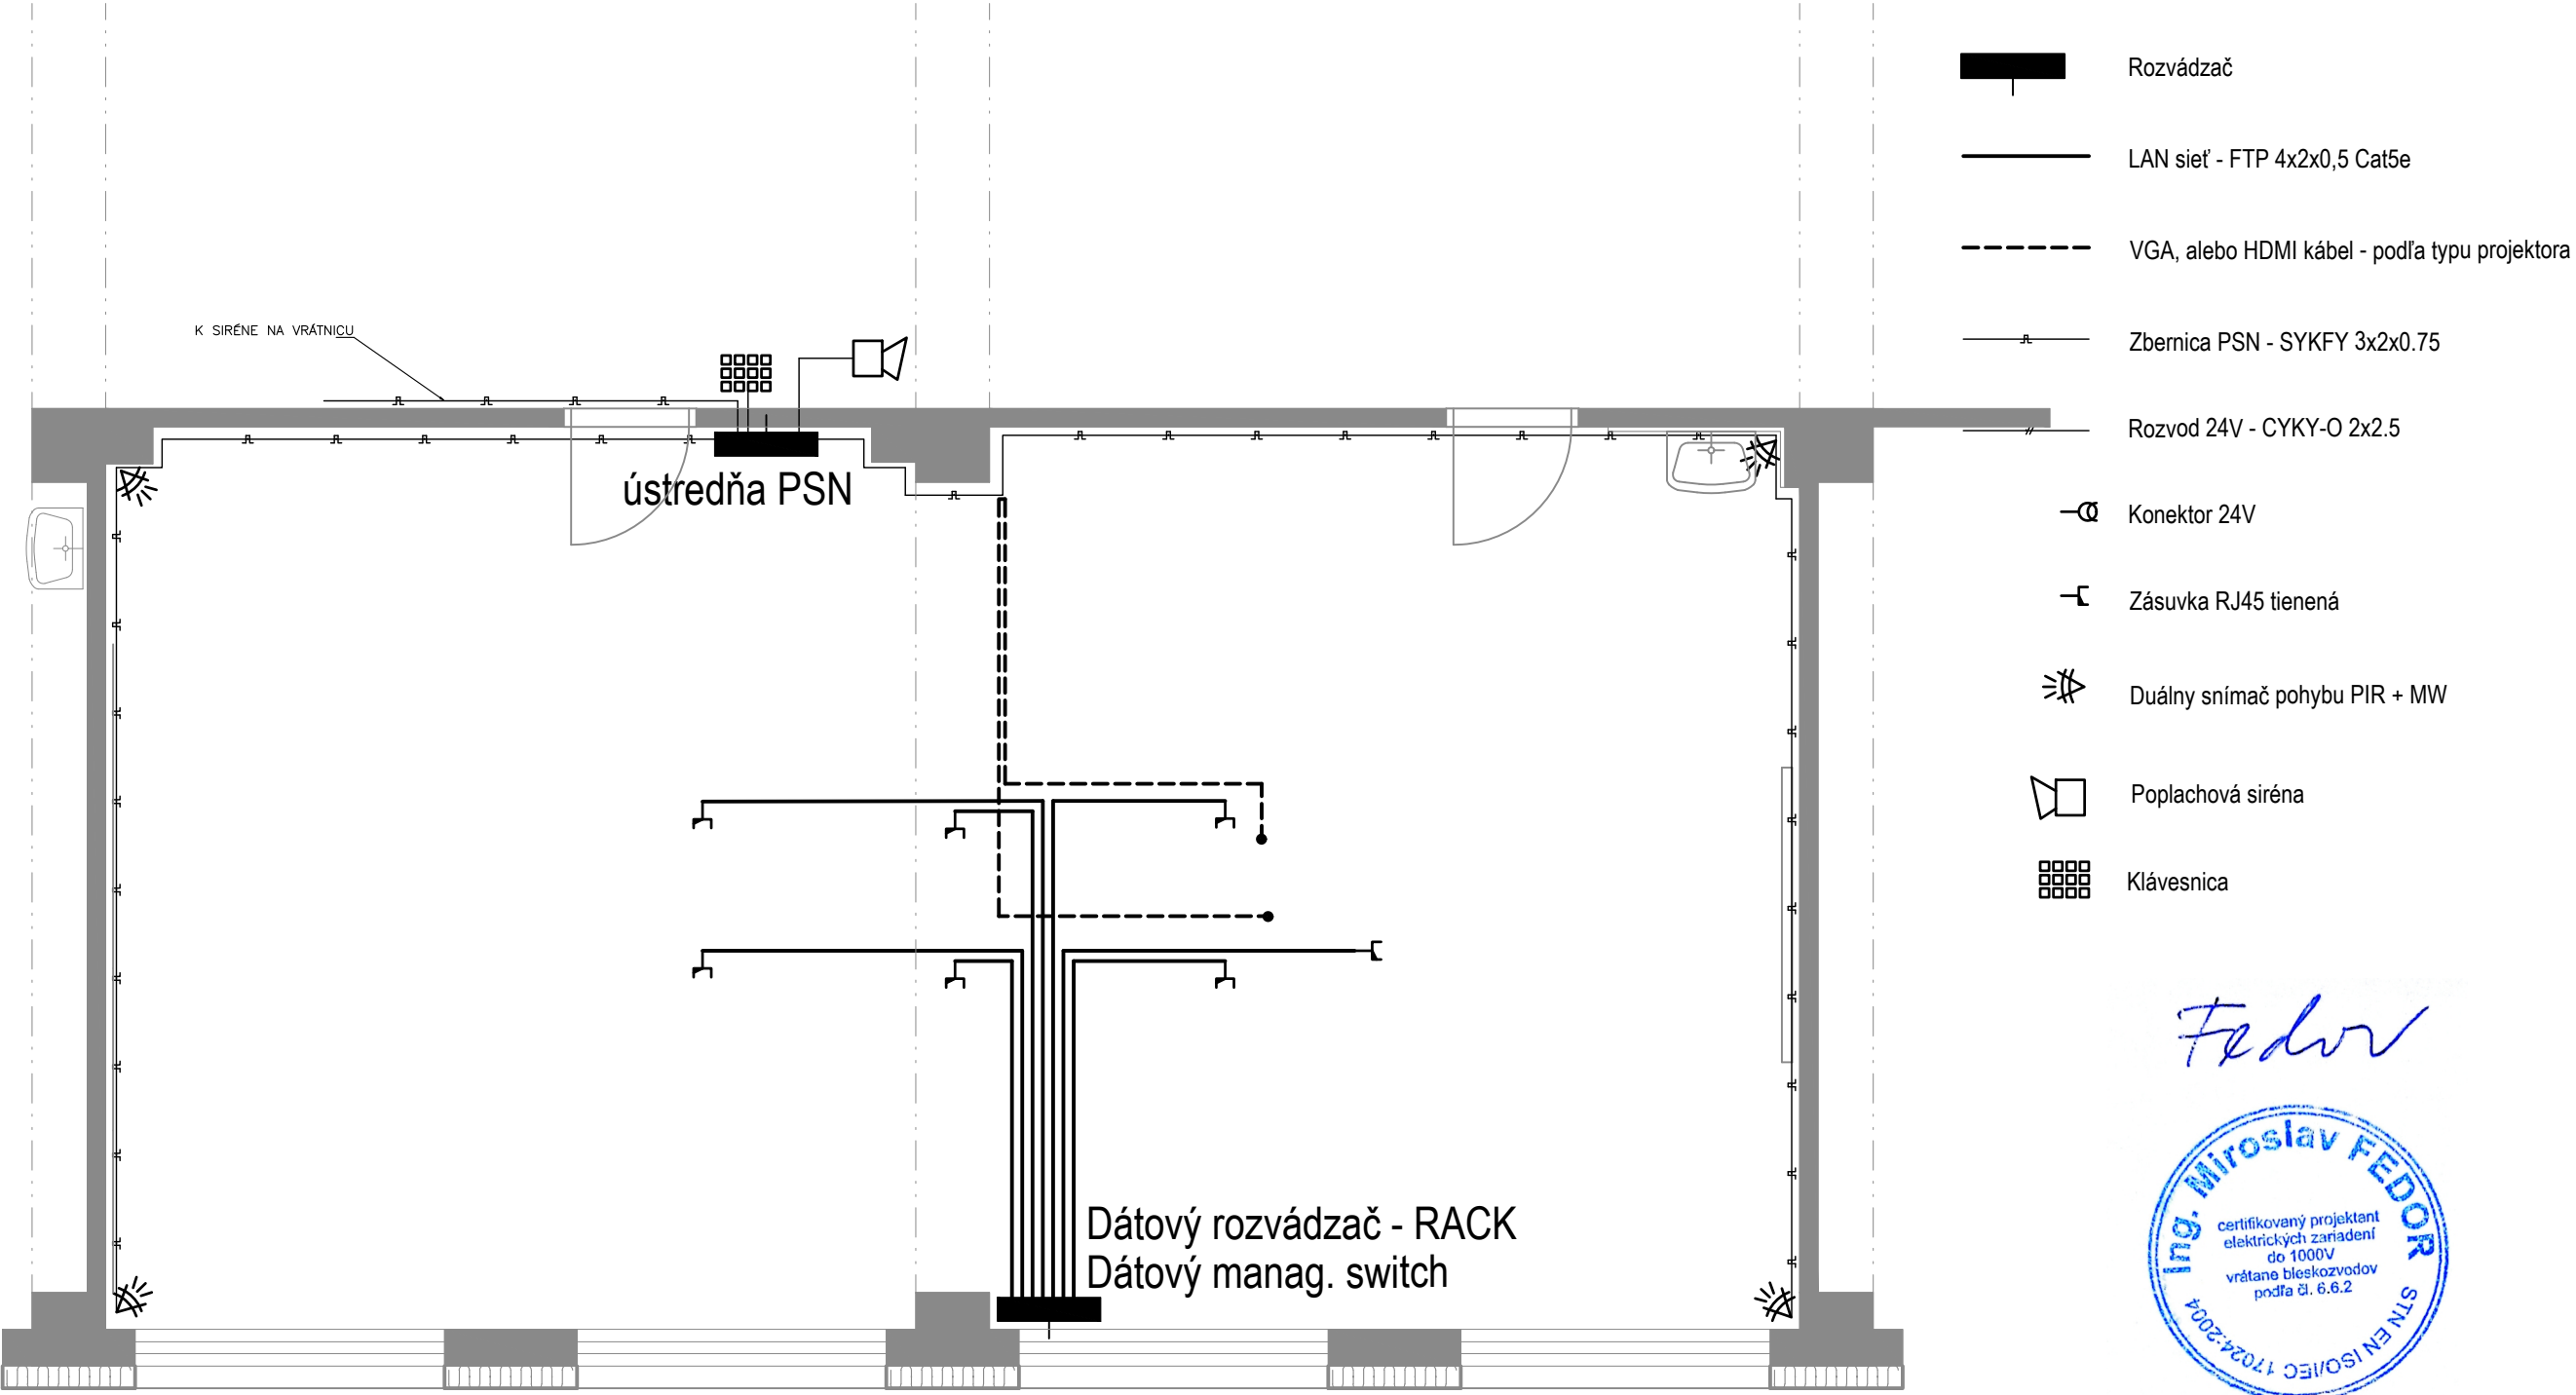 Rozvádzač
LAN sieť - FTP 4x2x0,5 Cat5e
VGA, alebo HDMI kábel - podľa typu projektora
K SIRÉNE NA VRÁTNICU
Zbernica PSN - SYKFY 3x2x0.75
Rozvod 24V - CYKY-O 2x2.5
ústredňa PSN
Konektor 24V
Zásuvka RJ45 tienená
Duálny snímač pohybu PIR + MW
Poplachová siréna
Klávesnica
Fedor
Dátový rozvádzač - RACK
Dátový manag. switch
Ing. Miroslav FEDOR
certifikovaný projektant
elektrických zariadení
do 1000V
vrátane bleskozvodov
podľa čl. 6.6.2
STN EN ISO/IEC 17024:2004